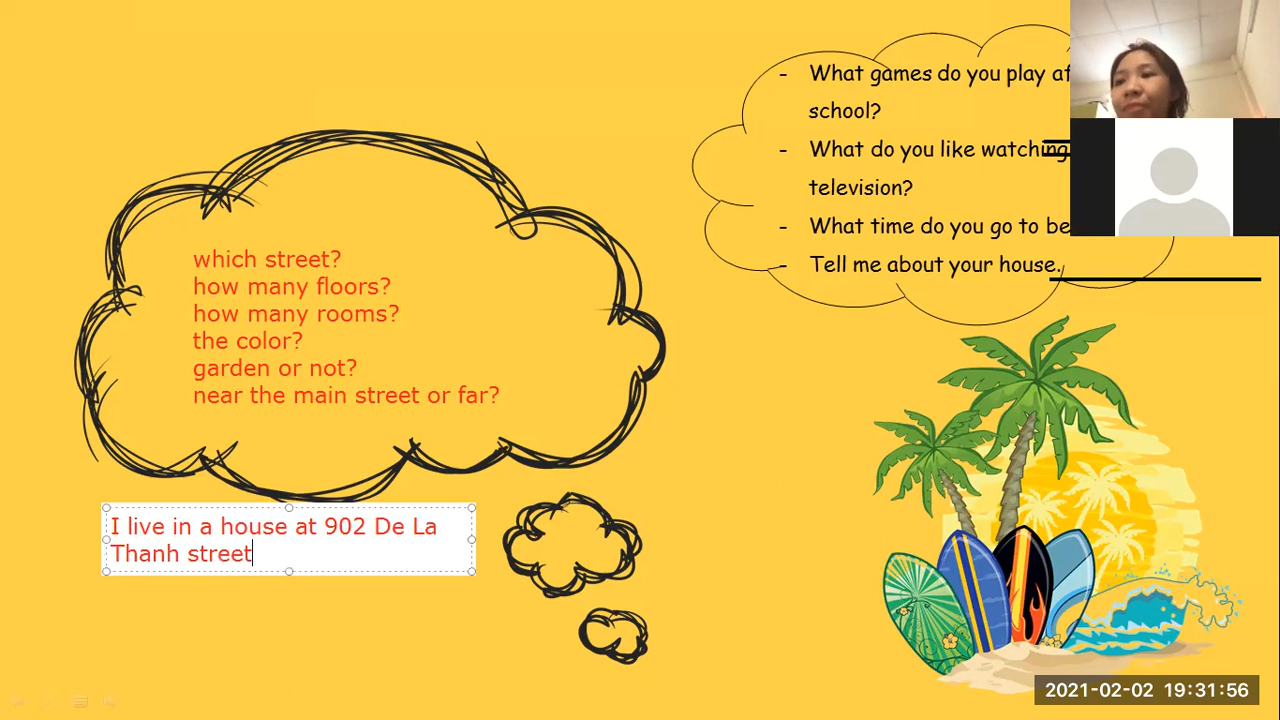 which street?
how many floors?
how many rooms?
the color?
garden or not?
near the main street or far?
I live in a house at 902 De La
Thanh street
- What games do you play
school?
- What do you like watching
television?
- What time do you go to
- Tell me about your house.
2021-02-02 19:31:56